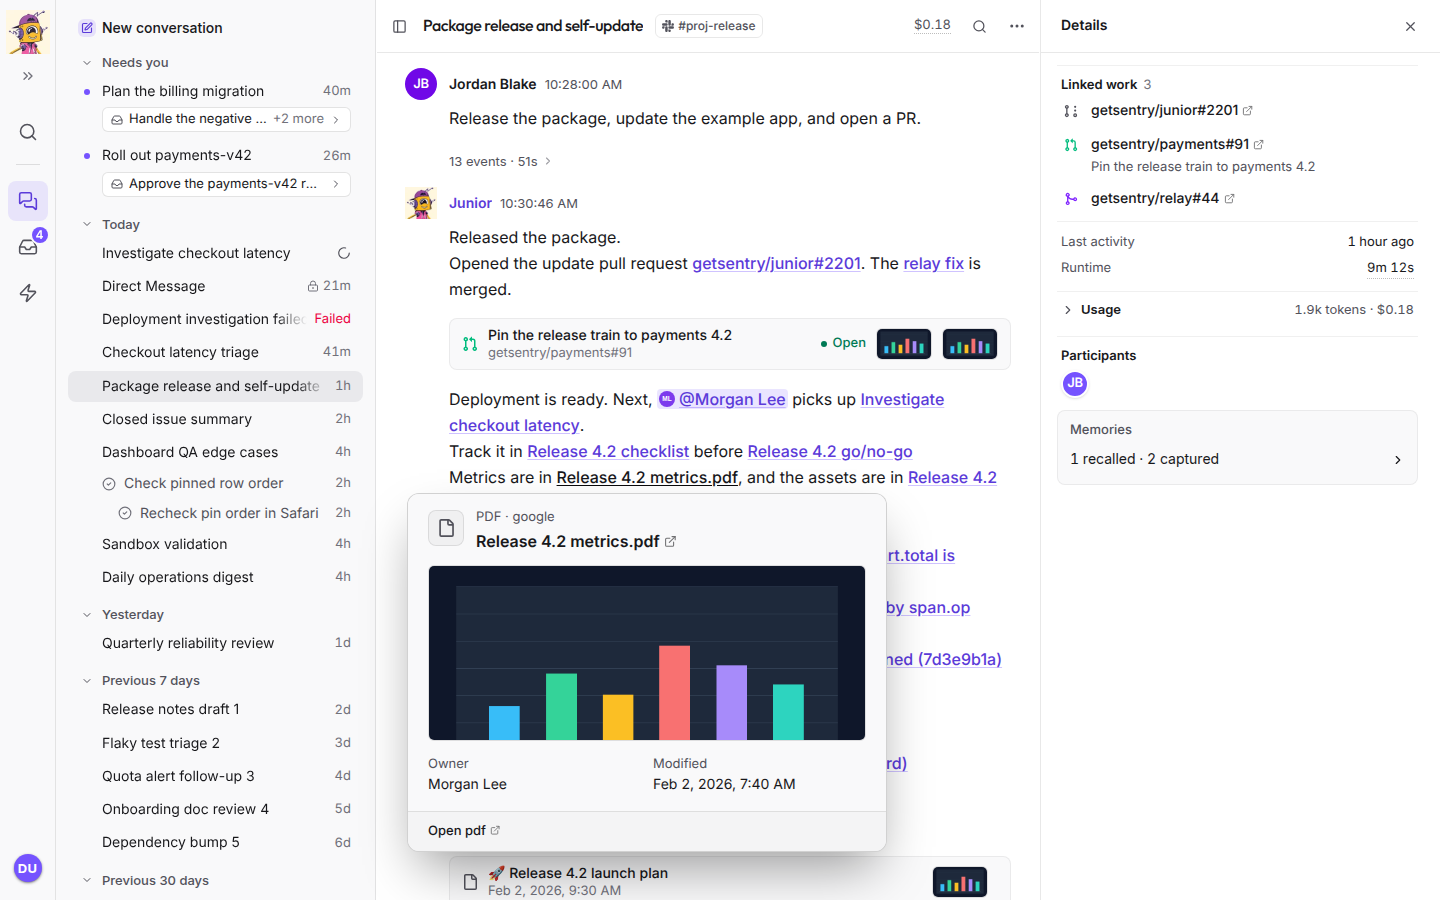 New conversation
Needs you
Plan the billing migration 40m
Handle the negative ... +2 more
Roll out payments-v42 26m
Approve the payments-v42 r...
Today
Investigate checkout latency
Direct Message 21m
Deployment investigation failed Failed
Checkout latency triage 41m
Package release and self-update 1h
Closed issue summary 2h
Dashboard QA edge cases 4h
Check pinned row order 2h
Recheck pin order in Safari 2h
Sandbox validation 4h
Daily operations digest 4h
Yesterday
Quarterly reliability review 1d
Previous 7 days
Release notes draft 1 2d
Flaky test triage 2 3d
Quota alert follow-up 3 4d
Onboarding doc review 4 5d
Dependency bump 5 6d
Previous 30 days
4
DU
Package release and self-update #proj-release $0.18
JB Jordan Blake 10:28:00 AM
Release the package, update the example app, and open a PR.
13 events · 51s
Junior 10:30:46 AM
Released the package.
Opened the update pull request getsentry/junior#2201. The relay fix is
merged.
Pin the release train to payments 4.2
getsentry/payments#91
Open
Deployment is ready. Next, ML @Morgan Lee picks up Investigate
checkout latency.
Track it in Release 4.2 checklist before Release 4.2 go/no-go
Metrics are in Release 4.2 metrics.pdf, and the assets are in Release 4.2
rt.total is
by span.op
ned (7d3e9b1a)
rd)
PDF · google
Release 4.2 metrics.pdf
Owner
Morgan Lee
Modified
Feb 2, 2026, 7:40 AM
Open pdf
🚀 Release 4.2 launch plan
Feb 2, 2026, 9:30 AM
Details
Linked work 3
getsentry/junior#2201
getsentry/payments#91
Pin the release train to payments 4.2
getsentry/relay#44
Last activity 1 hour ago
Runtime 9m 12s
Usage 1.9k tokens · $0.18
Participants
JB
Memories
1 recalled · 2 captured